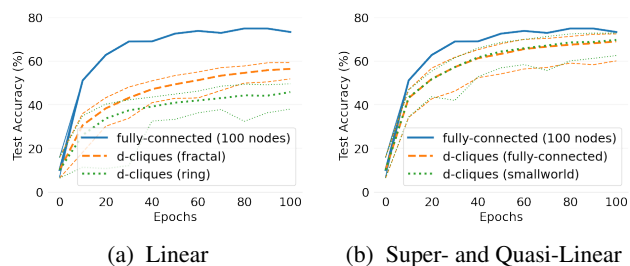 80
60
40
20
0
Test Accuracy (%)
fully-connected (100 nodes)
d-cliques (fractal)
d-cliques (ring)
0 20 40 60 80 100
Epochs
(a) Linear
80
60
40
20
0
Test Accuracy (%)
fully-connected (100 nodes)
d-cliques (fully-connected)
d-cliques (smallworld)
0 20 40 60 80 100
Epochs
(b) Super- and Quasi-Linear